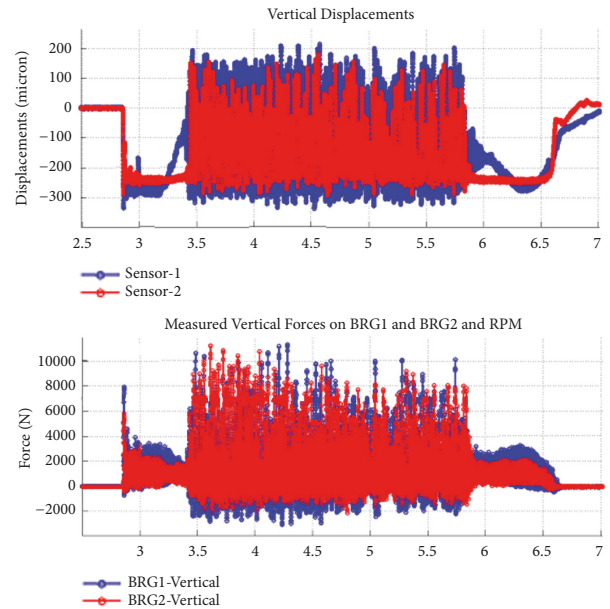 Vertical Displacements
200
100
0
−100
−200
−300
Displacements (micron)
2.5 3 3.5 4 4.5 5 5.5 6 6.5 7
Sensor-1
Sensor-2
Measured Vertical Forces on BRG1 and BRG2 and RPM
10000
8000
6000
4000
2000
0
−2000
Force (N)
3 3.5 4 4.5 5 5.5 6 6.5 7
BRG1-Vertical
BRG2-Vertical